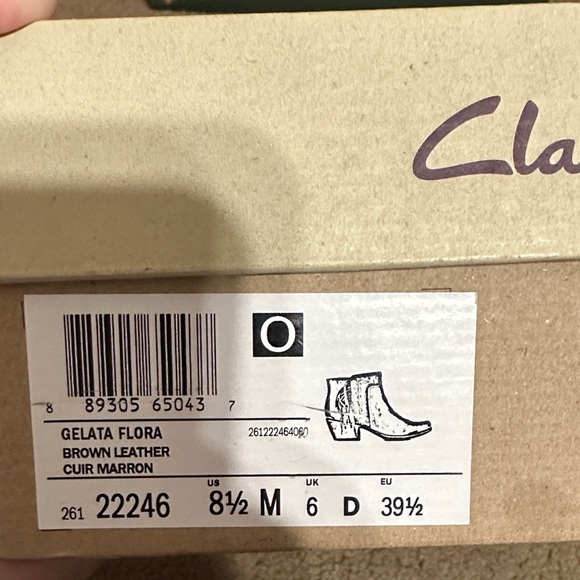 Cla
O
8 89305 65043 7
GELATA FLORA
261222464060
BROWN LEATHER
CUIR MARRON
US UK EU
261 22246 8½ M 6 D 39½